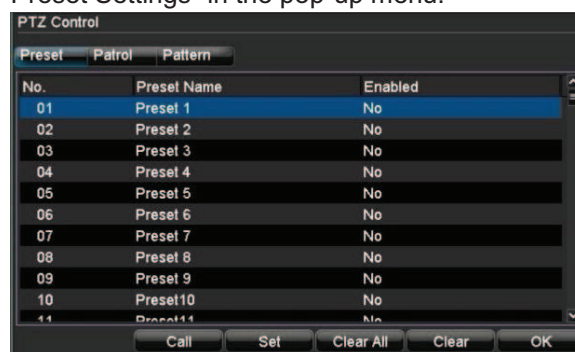 Preset Settings" in the pop-up menu.
PTZ Control
Preset Patrol Pattern
No. Preset Name Enabled
01 Preset 1 No
02 Preset 2 No
03 Preset 3 No
04 Preset 4 No
05 Preset 5 No
06 Preset 6 No
07 Preset 7 No
08 Preset 8 No
09 Preset 9 No
10 Preset10 No
11 Preset11 No
Call Set Clear All Clear OK